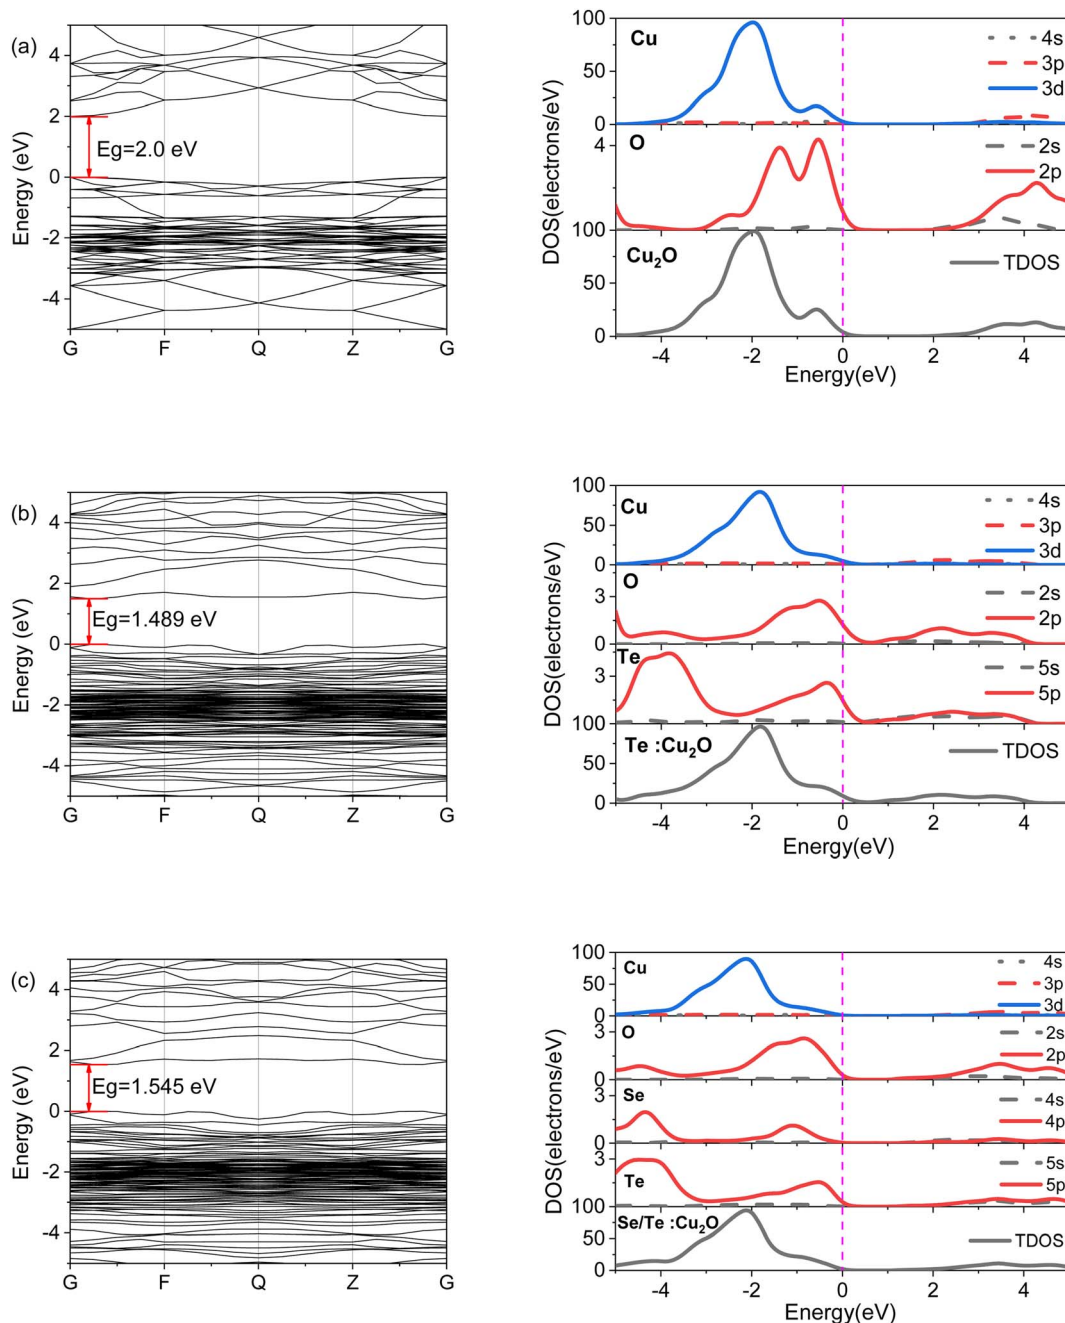 (a)
Energy (eV)
4
2
0
-2
-4
Eg=2.0 eV
G F Q Z G
DOS(electrons/eV)
100
50
0
Cu
4s
3p
3d
4
O
2s
2p
100
50
0
Cu₂O
TDOS
-4 -2 0 2 4
Energy(eV)
(b)
Energy (eV)
4
2
0
-2
-4
Eg=1.489 eV
G F Q Z G
DOS(electrons/eV)
100
50
0
Cu
4s
3p
3d
3
0
O
2s
2p
3
Te
5s
5p
100
50
0
Te :Cu₂O
TDOS
-4 -2 0 2 4
Energy(eV)
(c)
Energy (eV)
4
2
0
-2
-4
Eg=1.545 eV
G F Q Z G
DOS(electrons/eV)
100
50
0
Cu
4s
3p
3d
3
0
O
2s
2p
3
0
Se
4s
4p
3
Te
5s
5p
100
50
0
Se/Te :Cu₂O
TDOS
-4 -2 0 2 4
Energy(eV)